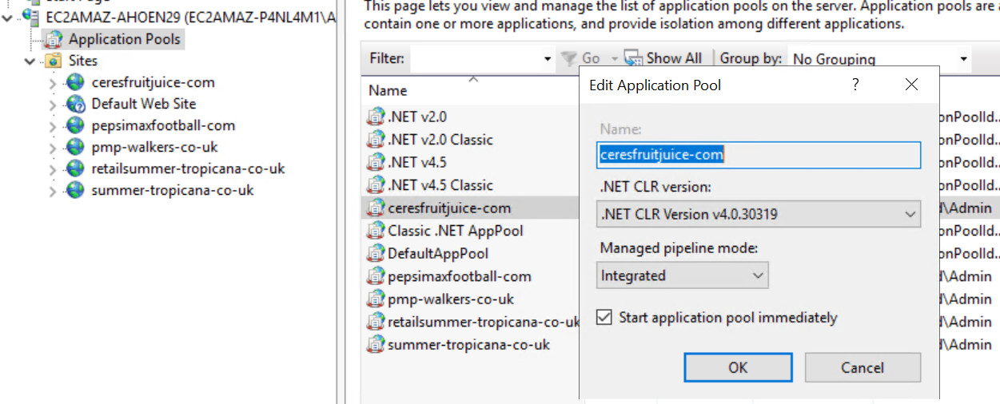 EC2AMAZ-AHOEN29 (EC2AMAZ-P4NL4M1\A
Application Pools
Sites
ceresfruitjuice-com
Default Web Site
pepsimaxfootball-com
pmp-walkers-co-uk
retailsummer-tropicana-co-uk
summer-tropicana-co-uk
This page lets you view and manage the list of application pools on the server. Application pools are a
contain one or more applications, and provide isolation among different applications.
Filter: Go Show All Group by: No Grouping
Name
.NET v2.0
.NET v2.0 Classic
.NET v4.5
.NET v4.5 Classic
ceresfruitjuice-com
Classic .NET AppPool
DefaultAppPool
pepsimaxfootball-com
pmp-walkers-co-uk
retailsummer-tropicana-co-uk
summer-tropicana-co-uk
Edit Application Pool ?
Name:
ceresfruitjuice-com
.NET CLR version:
.NET CLR Version v4.0.30319
Managed pipeline mode:
Integrated
Start application pool immediately
OK Cancel
onPoolId..
onPoolId..
onPoolId..
onPoolId..
d\Admin
onPoolId..
onPoolId..
d\Admin
d\Admin
d\Admin
d\Admin